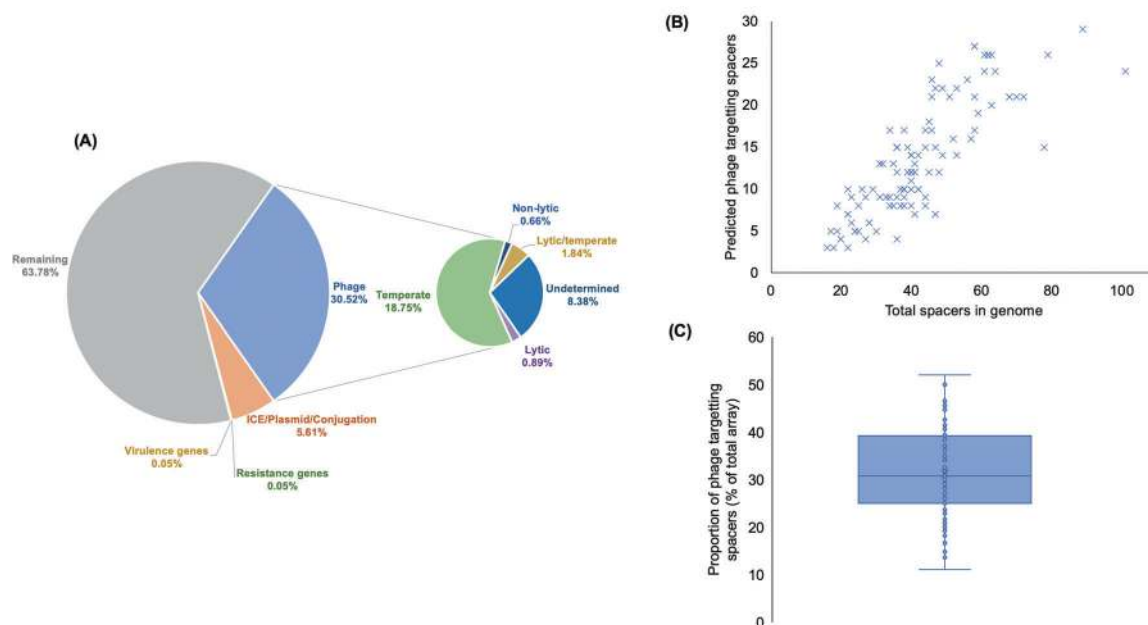 (A)
Remaining
63.78%
Phage
30.52%
ICE/Plasmid/Conjugation
5.61%
Virulence genes
0.05%
Resistance genes
0.05%
Non-lytic
0.66%
Lytic/temperate
1.84%
Temperate
18.75%
Undetermined
8.38%
Lytic
0.89%
(B)
Predicted phage targetting spacers
30
25
20
15
10
5
0
0
20
40
60
80
100
Total spacers in genome
(C)
Proportion of phage targetting
spacers (% of total array)
60
50
40
30
20
10
0